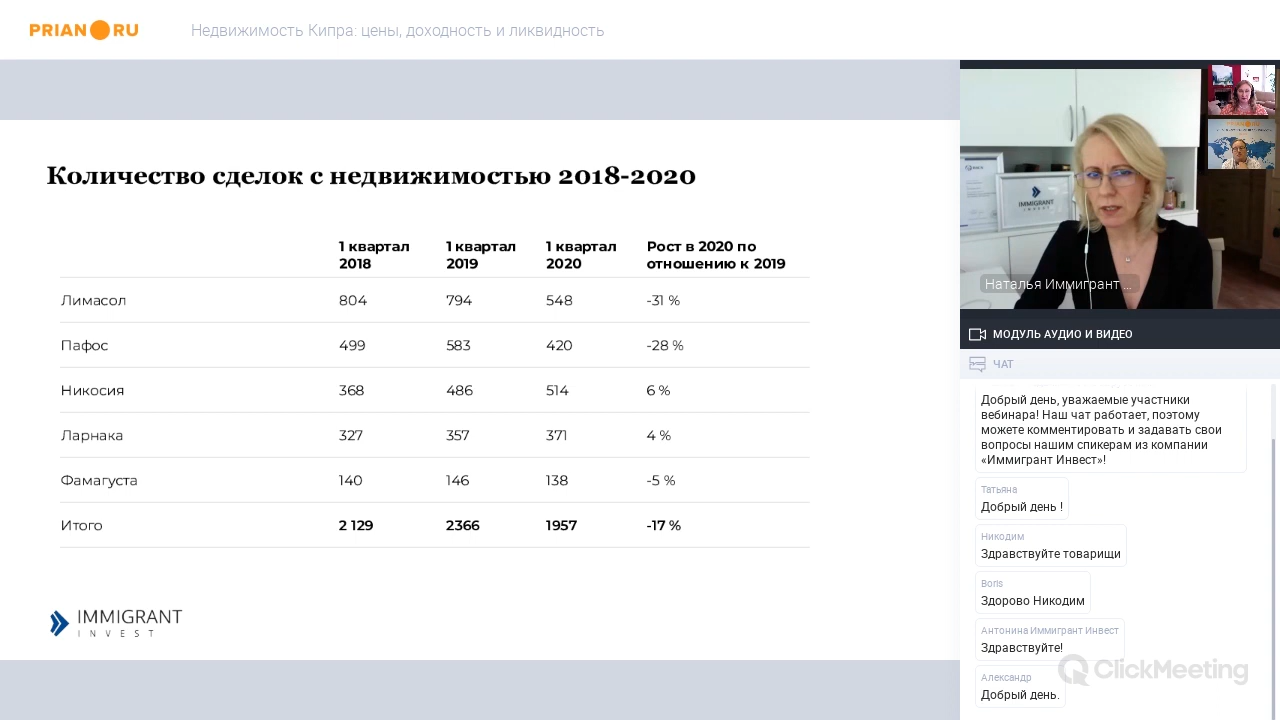 PRIAN RU
Недвижимость Кипра: цены, доходность и ликвидность
Количество сделок с недвижимостью 2018-2020
1 квартал 2018 1 квартал 2019 1 квартал 2020 Рост в 2020 по отношению к 2019
Лимасол 804 794 548 -31 %
Пафос 499 583 420 -28 %
Никосия 368 486 514 6 %
Ларнака 327 357 371 4 %
Фамагуста 140 146 138 -5 %
Итого 2 129 2366 1957 -17 %
IMMIGRANT
INVEST
IMMIGRANT
INVEST
Наталья Иммигрант ...
МОДУЛЬ АУДИО И ВИДЕО
ЧАТ
Добрый день, уважаемые участники
вебинара! Наш чат работает, поэтому
можете комментировать и задавать свои
вопросы нашим спикерам из компании
«Иммигрант Инвест»!
Татьяна
Добрый день !
Никодим
Здравствуйте товарищи
Boris
Здорово Никодим
Антонина Иммигрант Инвест
Здравствуйте!
Александр
Добрый день.
ClickMeeting